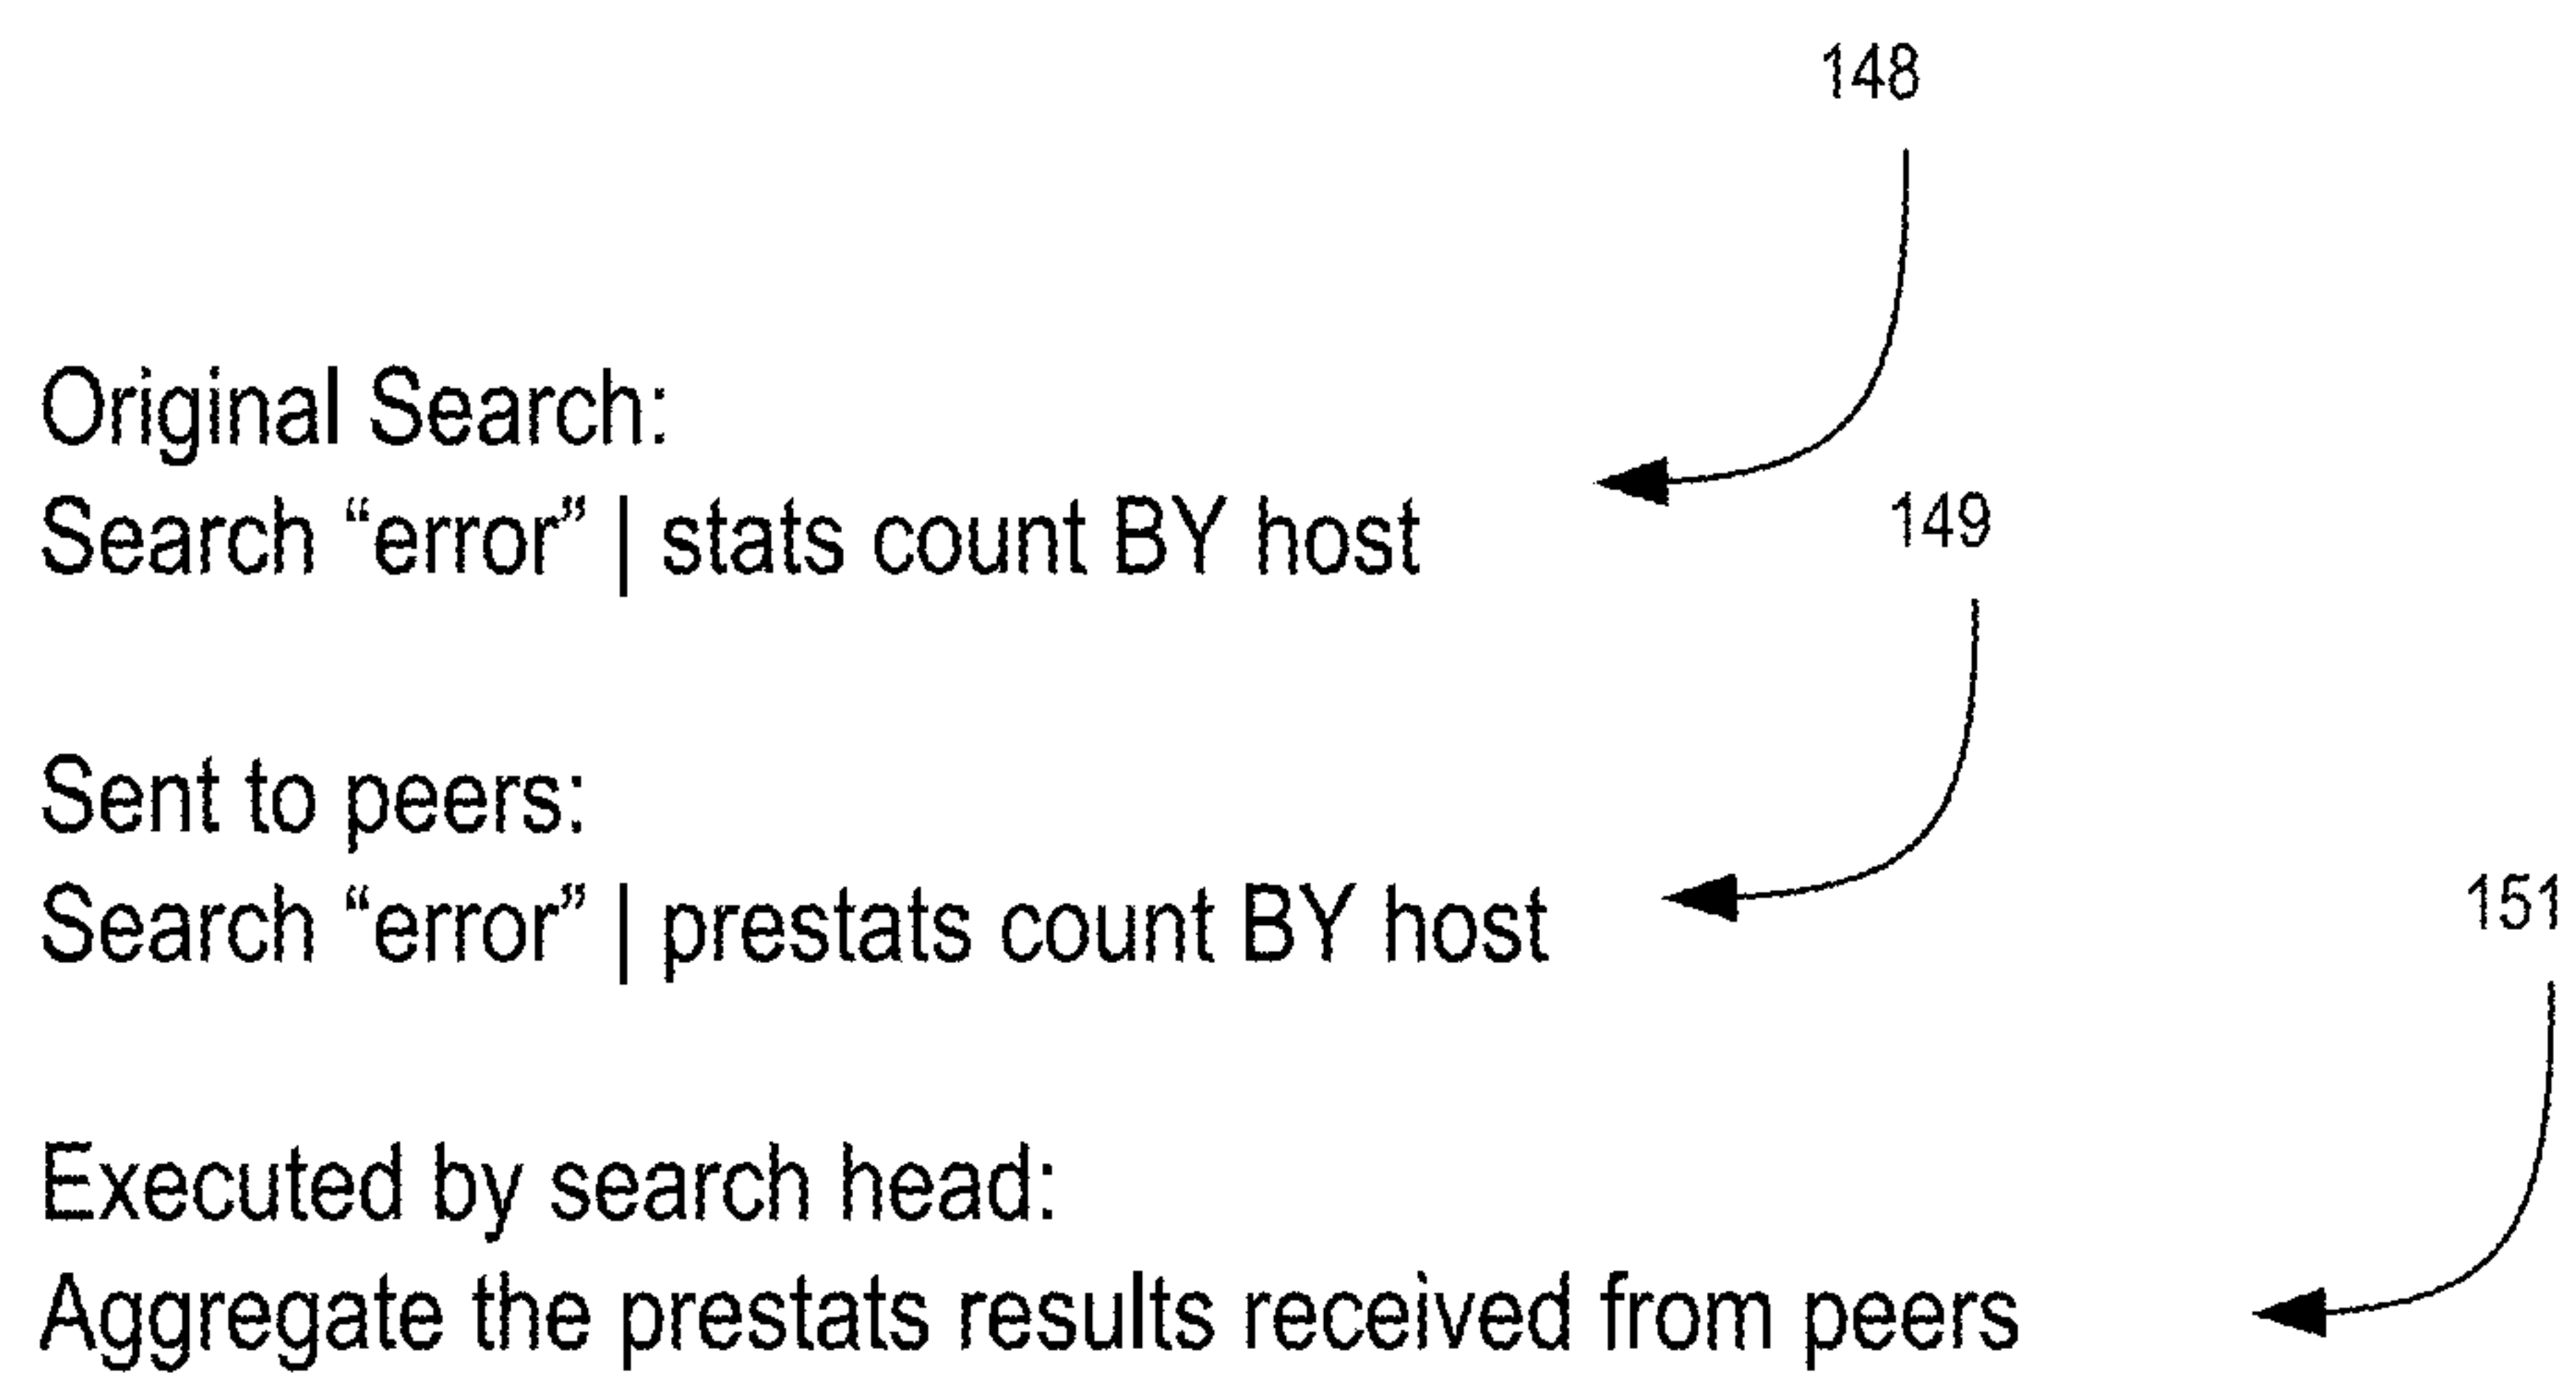 148
Original Search:
Search “error” | stats count BY host
149
Sent to peers:
Search “error” | prestats count BY host
151
Executed by search head:
Aggregate the prestats results received from peers